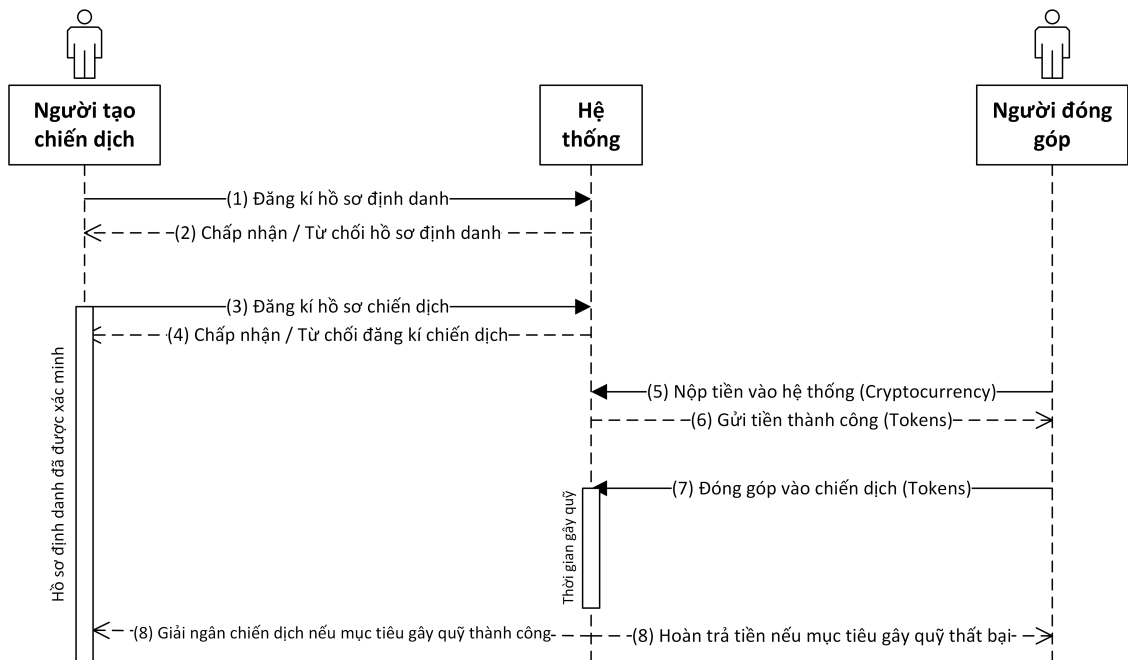 Người tạo
chiến dịch
Hệ
thống
Người đóng
góp
(1) Đăng kí hồ sơ định danh
(2) Chấp nhận / Từ chối hồ sơ định danh
(3) Đăng kí hồ sơ chiến dịch
(4) Chấp nhận / Từ chối đăng kí chiến dịch
Hồ sơ định danh đã được xác minh
(5) Nộp tiền vào hệ thống (Cryptocurrency)
(6) Gửi tiền thành công (Tokens)
(7) Đóng góp vào chiến dịch (Tokens)
Thời gian gây quỹ
(8) Giải ngân chiến dịch nếu mục tiêu gây quỹ thành công
(8) Hoàn trả tiền nếu mục tiêu gây quỹ thất bại